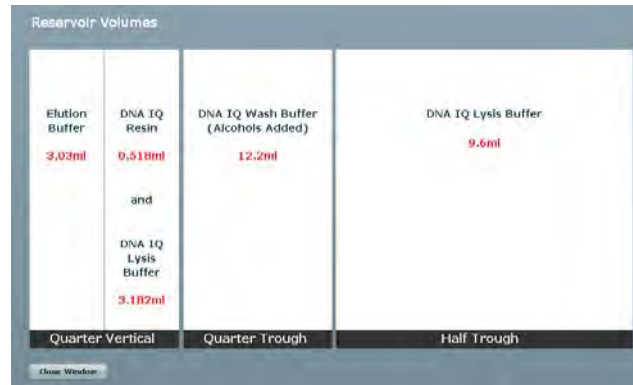 Reservoir Volumes
Elution
Buffer
3.03ml
DNA IQ
Resin
0.518ml
and
DNA IQ
Lysis
Buffer
3.182ml
DNA IQ Wash Buffer
(Alcohols Added)
12.2ml
DNA IQ Lysis Buffer
9.6ml
Quarter Vertical
Quarter Trough
Half Trough
Close Window